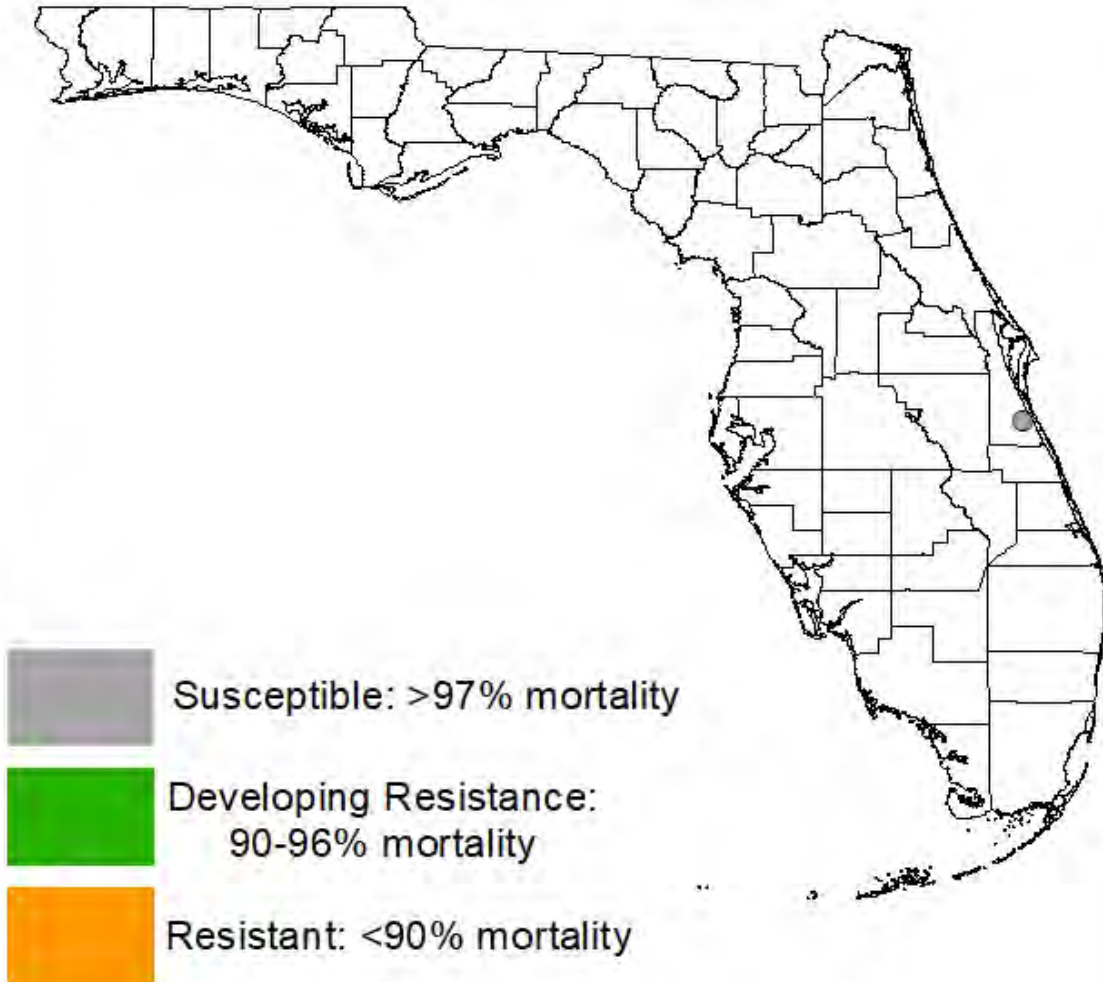 Susceptible: >97% mortality
Developing Resistance:
90-96% mortality
Resistant: <90% mortality